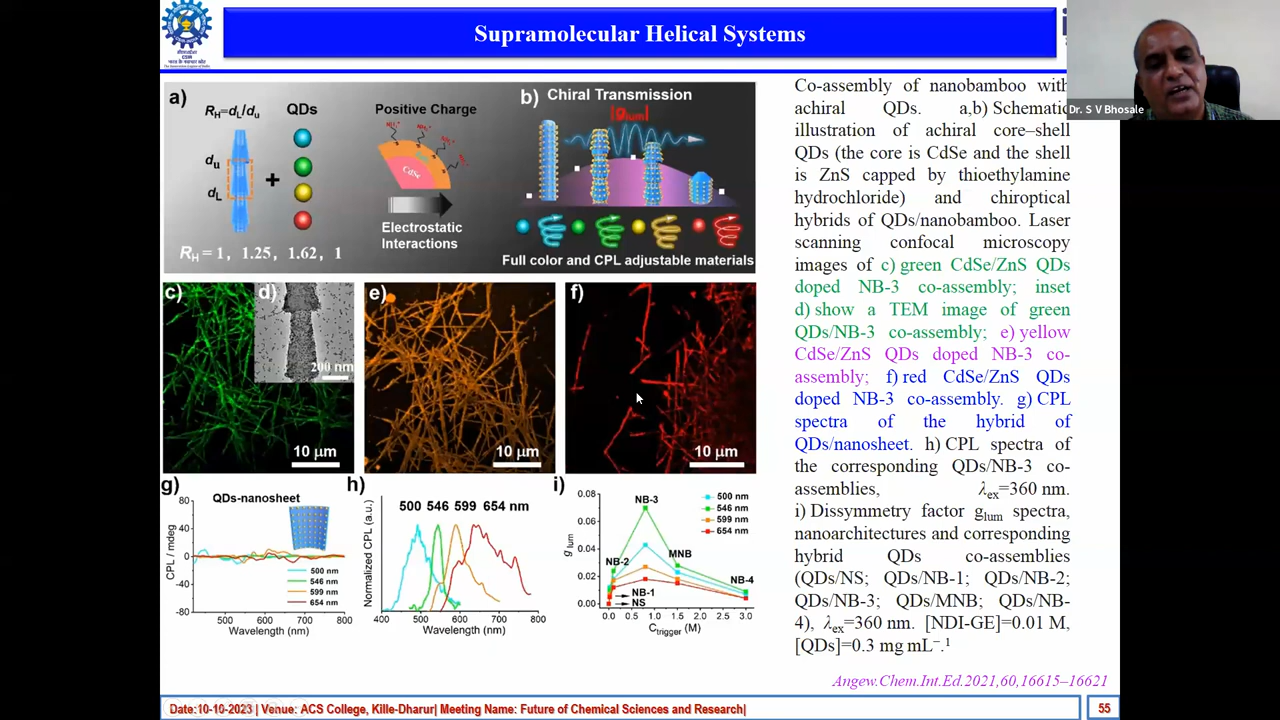 Supramolecular Helical Systems
CSIR
a)
RH=dL/du
QDs
Positive Charge
du
dL
+
CdSe
RH = 1, 1.25, 1.62, 1
Electrostatic
Interactions
b)
Chiral Transmission
|glum|
Full color and CPL adjustable materials
c)
d)
200 nm
10 μm
e)
10 μm
f)
10 μm
g)
QDs-nanosheet
CPL / mdeg
80
40
0
-40
-80
500 nm
546 nm
599 nm
654 nm
500 600 700 800
Wavelength (nm)
h)
500 546 599 654 nm
Normalized CPL (a.u.)
400 500 600 700 800
Wavelength (nm)
i)
0.08
0.06
0.04
0.02
0.00
glum
NB-3
NB-2
MNB
NB-4
NB-1
NS
500 nm
546 nm
599 nm
654 nm
0.0 0.5 1.0 1.5 2.0 2.5 3.0
Ctrigger (M)
Dr. S V Bhosale
Co-assembly of nanobamboo with
achiral QDs. a,b) Schematic
illustration of achiral core–shell
QDs (the core is CdSe and the shell
is ZnS capped by thioethylamine
hydrochloride) and chiroptical
hybrids of QDs/nanobamboo. Laser
scanning confocal microscopy
images of c) green CdSe/ZnS QDs
doped NB-3 co-assembly; inset
d) show a TEM image of green
QDs/NB-3 co-assembly; e) yellow
CdSe/ZnS QDs doped NB-3 co-
assembly; f) red CdSe/ZnS QDs
doped NB-3 co-assembly. g) CPL
spectra of the hybrid of
QDs/nanosheet. h) CPL spectra of
the corresponding QDs/NB-3 co-
assemblies, λex=360 nm.
i) Dissymmetry factor glum spectra,
nanoarchitectures and corresponding
hybrid QDs co-assemblies
(QDs/NS; QDs/NB-1; QDs/NB-2;
QDs/NB-3; QDs/MNB; QDs/NB-
4), λex=360 nm. [NDI-GE]=0.01 M,
[QDs]=0.3 mg mL⁻.¹
Angew.Chem.Int.Ed.2021,60,16615–16621
Date:10-10-2023 | Venue: ACS College, Kille-Dharur| Meeting Name: Future of Chemical Sciences and Research|
55